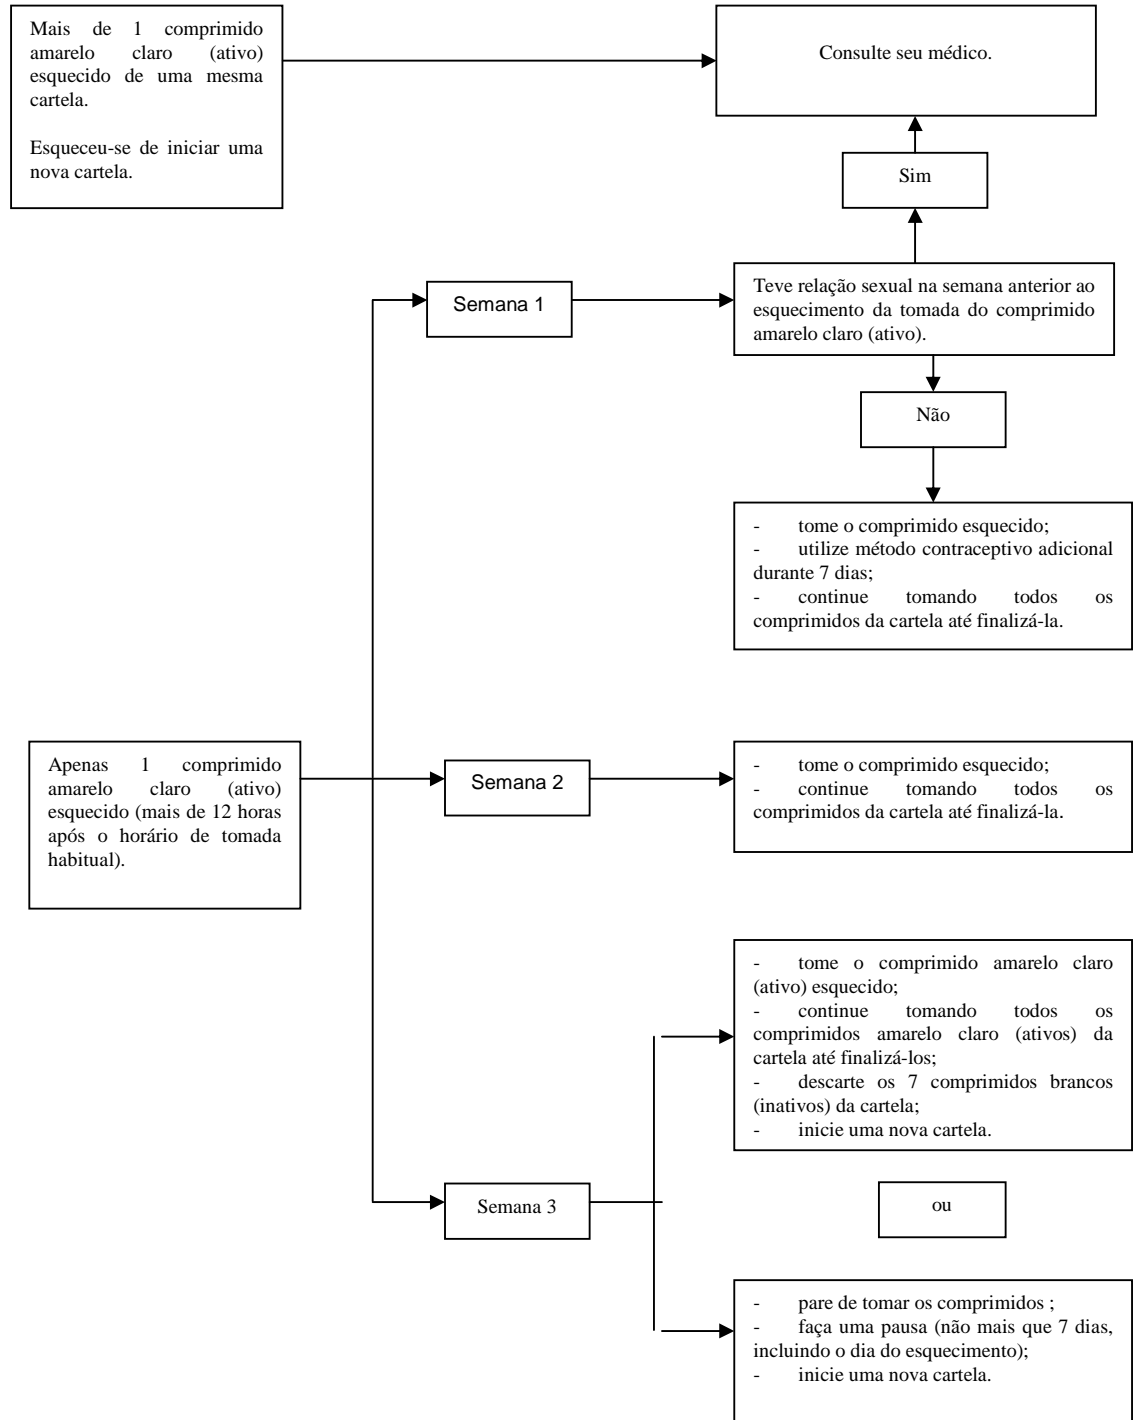 Mais de 1 comprimido
amarelo claro (ativo)
esquecido de uma mesma
cartela.
Esqueceu-se de iniciar uma
nova cartela.
Consulte seu médico.
Sim
Semana 1
Teve relação sexual na semana anterior ao
esquecimento da tomada do comprimido
amarelo claro (ativo).
Não
- tome o comprimido esquecido;
- utilize método contraceptivo adicional
durante 7 dias;
- continue tomando todos os
comprimidos da cartela até finalizá-la.
Apenas 1 comprimido
amarelo claro (ativo)
esquecido (mais de 12 horas
após o horário de tomada
habitual).
Semana 2
- tome o comprimido esquecido;
- continue tomando todos os
comprimidos da cartela até finalizá-la.
Semana 3
- tome o comprimido amarelo claro
(ativo) esquecido;
- continue tomando todos os
comprimidos amarelo claro (ativos) da
cartela até finalizá-los;
- descarte os 7 comprimidos brancos
(inativos) da cartela;
- inicie uma nova cartela.
ou
- pare de tomar os comprimidos ;
- faça uma pausa (não mais que 7 dias,
incluindo o dia do esquecimento);
- inicie uma nova cartela.